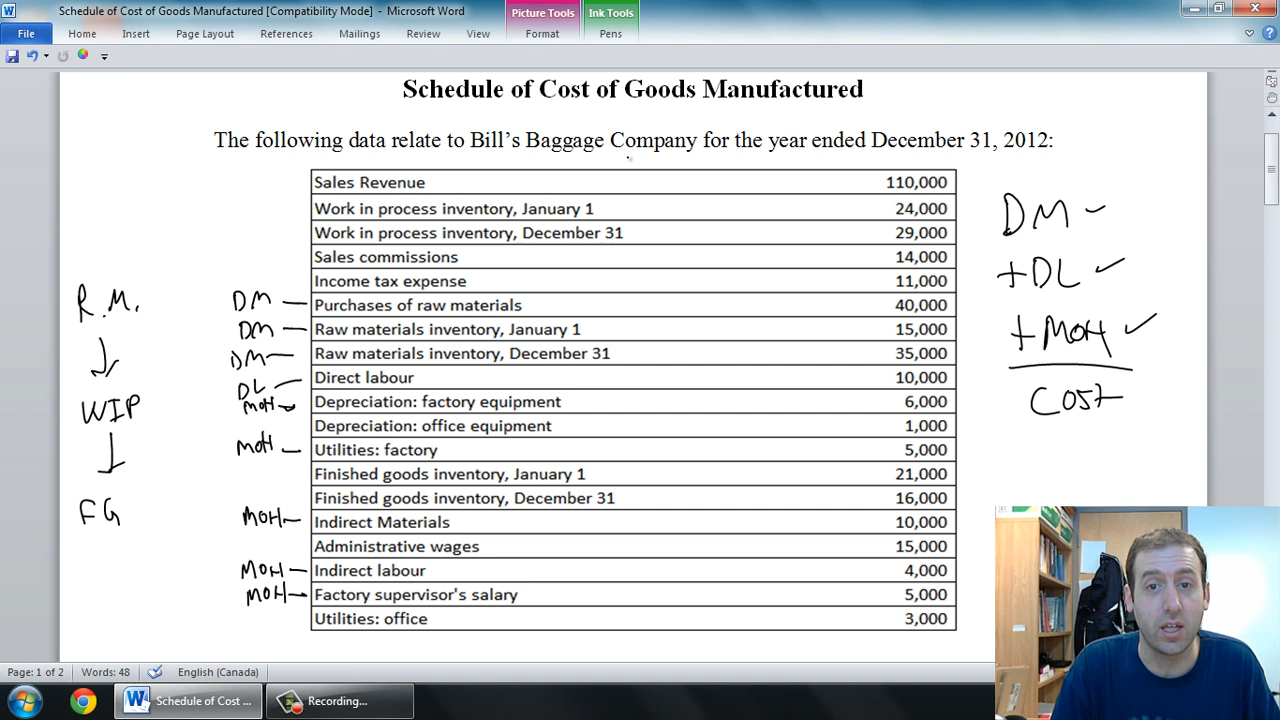 Schedule of Cost of Goods Manufactured [Compatibility Mode] - Microsoft Word
Picture Tools Ink Tools
File Home Insert Page Layout References Mailings Review View Format Pens
Schedule of Cost of Goods Manufactured
The following data relate to Bill's Baggage Company for the year ended December 31, 2012:
Sales Revenue 110,000
Work in process inventory, January 1 24,000
Work in process inventory, December 31 29,000
Sales commissions 14,000
Income tax expense 11,000
DM Purchases of raw materials 40,000
DM Raw materials inventory, January 1 15,000
DM Raw materials inventory, December 31 35,000
DL Direct labour 10,000
MOH Depreciation: factory equipment 6,000
Depreciation: office equipment 1,000
MOH Utilities: factory 5,000
Finished goods inventory, January 1 21,000
Finished goods inventory, December 31 16,000
MOH Indirect Materials 10,000
Administrative wages 15,000
MOH Indirect labour 4,000
MOH Factory supervisor's salary 5,000
Utilities: office 3,000
R.M.
WIP
FG
DM
+DL
+MOH
COST
Page: 1 of 2 Words: 48 English (Canada)
Schedule of Cost ... Recording...